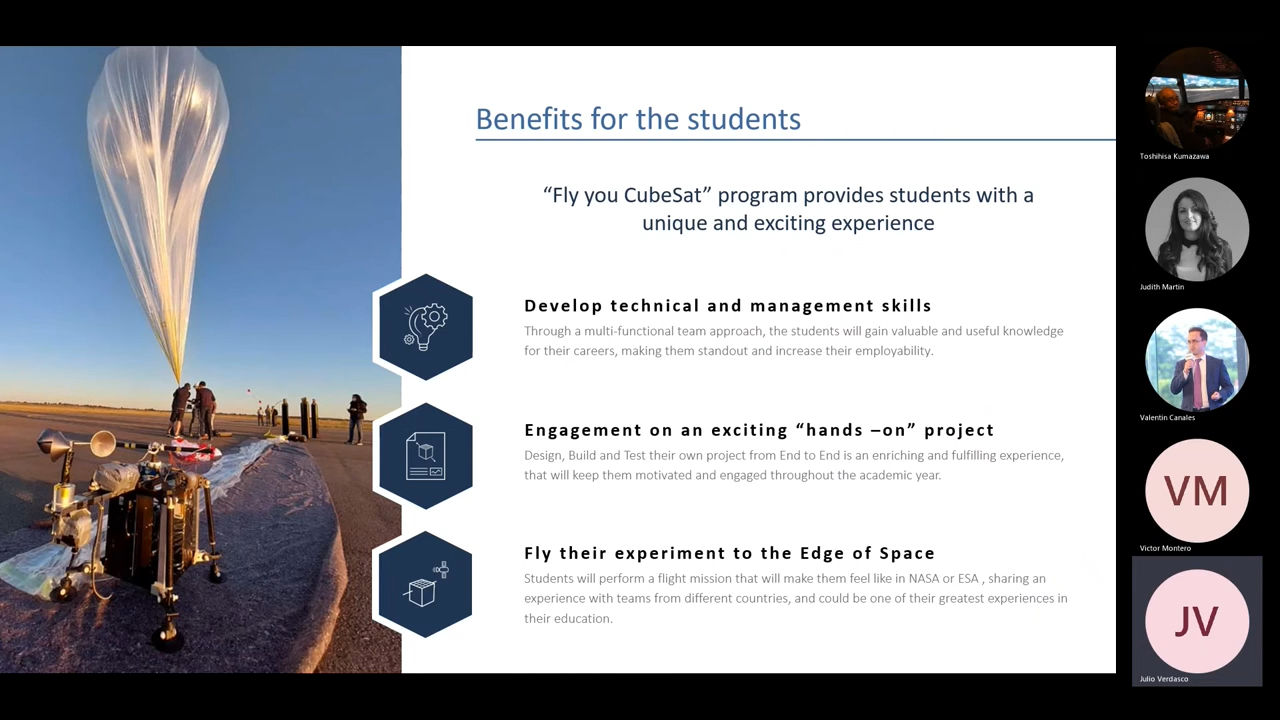 Benefits for the students
“Fly you CubeSat” program provides students with a
unique and exciting experience
Develop technical and management skills
Through a multi-functional team approach, the students will gain valuable and useful knowledge
for their careers, making them standout and increase their employability.
Engagement on an exciting “hands –on” project
Design, Build and Test their own project from End to End is an enriching and fulfilling experience,
that will keep them motivated and engaged throughout the academic year.
Fly their experiment to the Edge of Space
Students will perform a flight mission that will make them feel like in NASA or ESA , sharing an
experience with teams from different countries, and could be one of their greatest experiences in
their education.
Toshihisa Kumazawa
Judith Martin
Valentin Canales
VM
Victor Montero
JV
Julio Verdasco